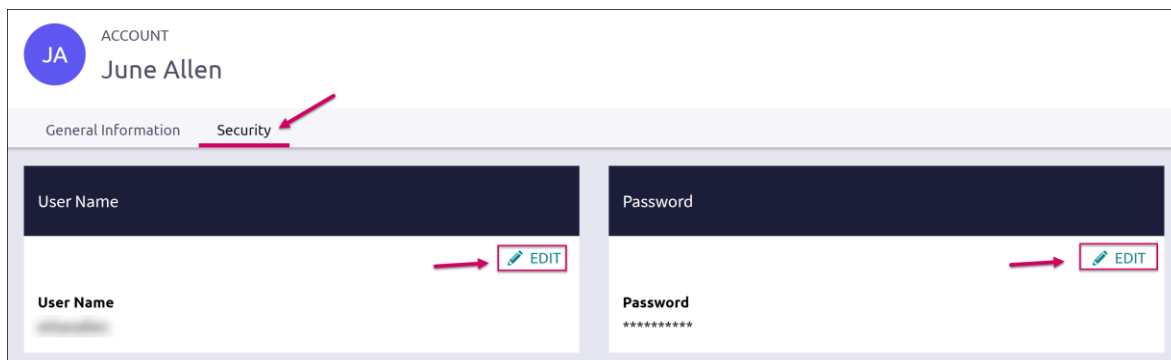 JA
ACCOUNT
June Allen
General Information Security
User Name
EDIT
User Name
Password
EDIT
Password
**********